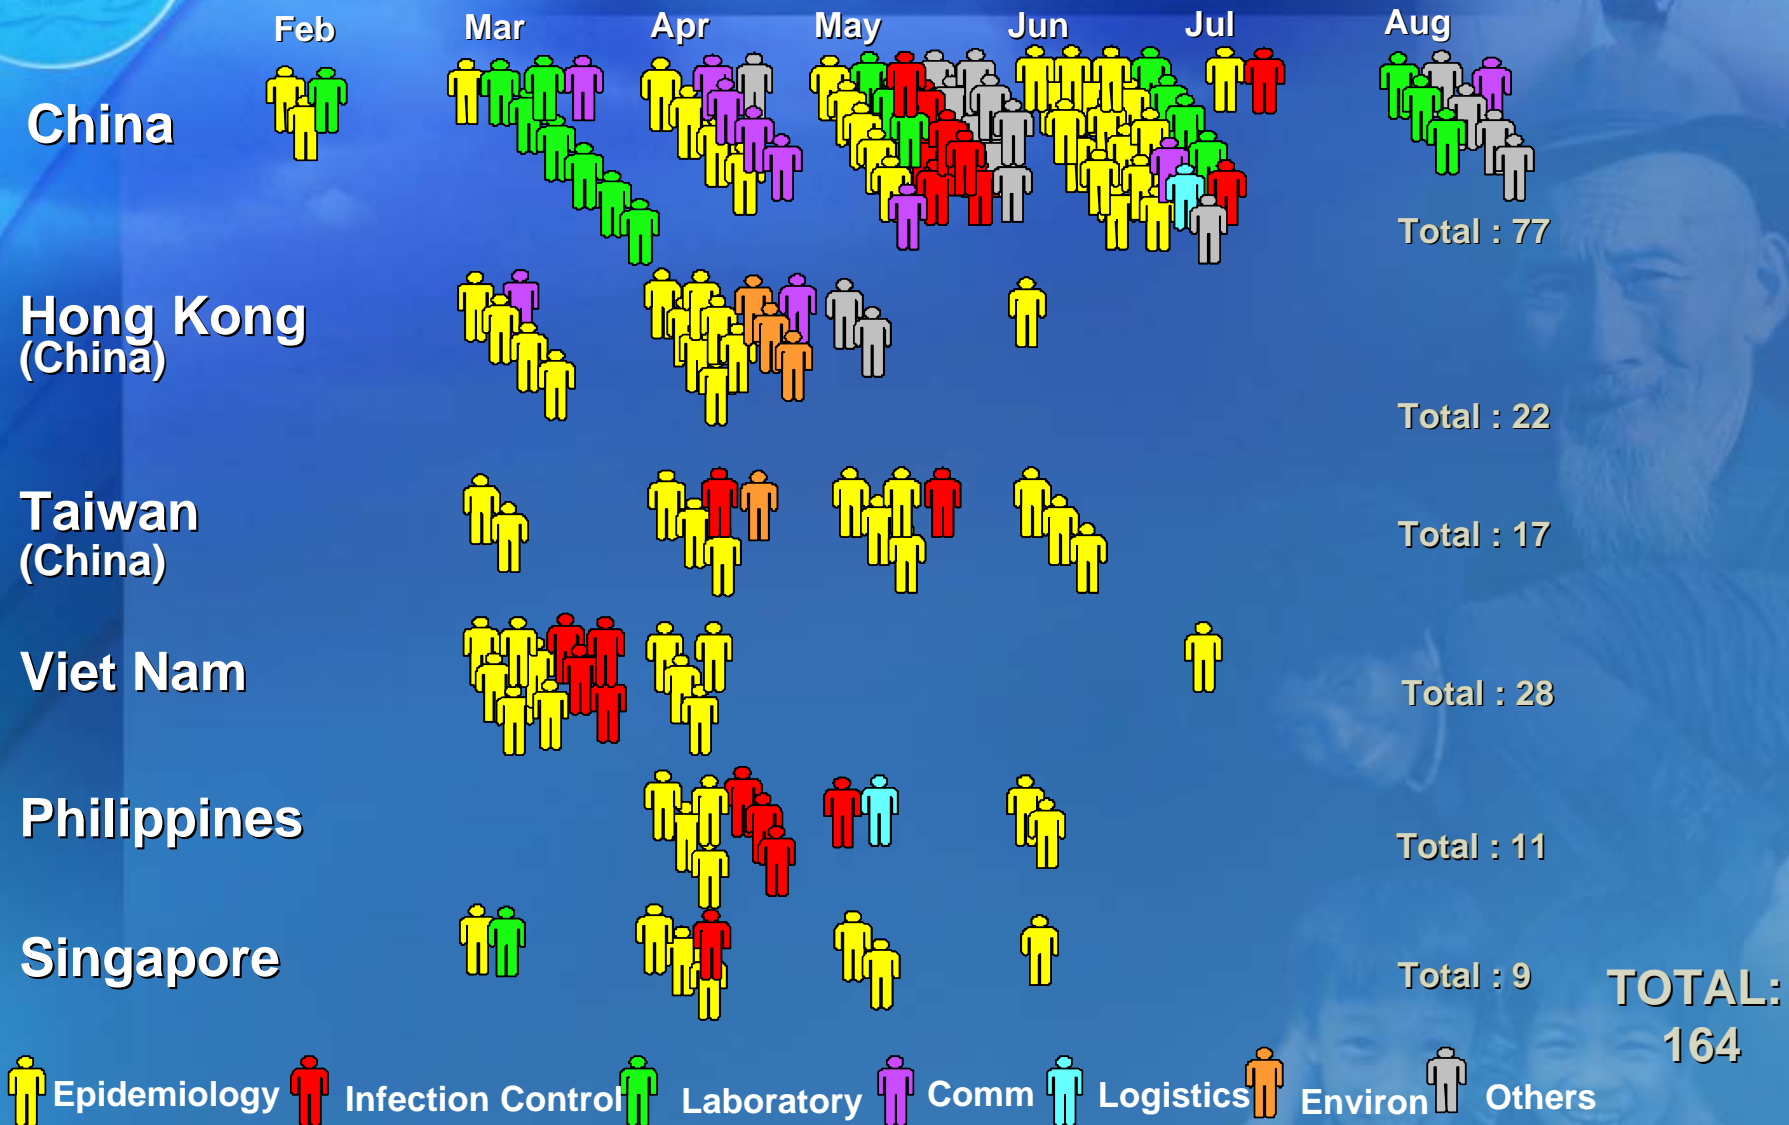 Feb Mar Apr May Jun Jul Aug
China
Total : 77
Hong Kong
(China)
Total : 22
Taiwan
(China)
Total : 17
Viet Nam
Total : 28
Philippines
Total : 11
Singapore
Total : 9
TOTAL:
164
Epidemiology Infection Control Laboratory Comm Logistics Environ Others